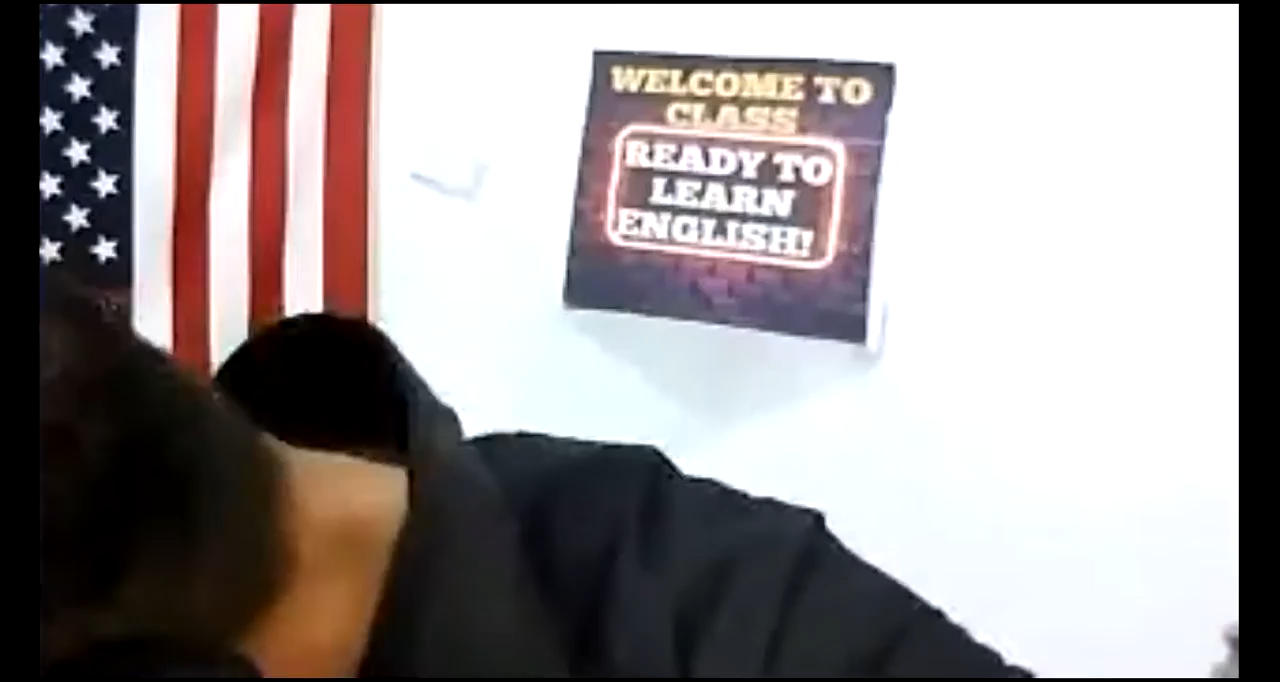 WELCOME TO
CLASS
READY TO
LEARN
ENGLISH!